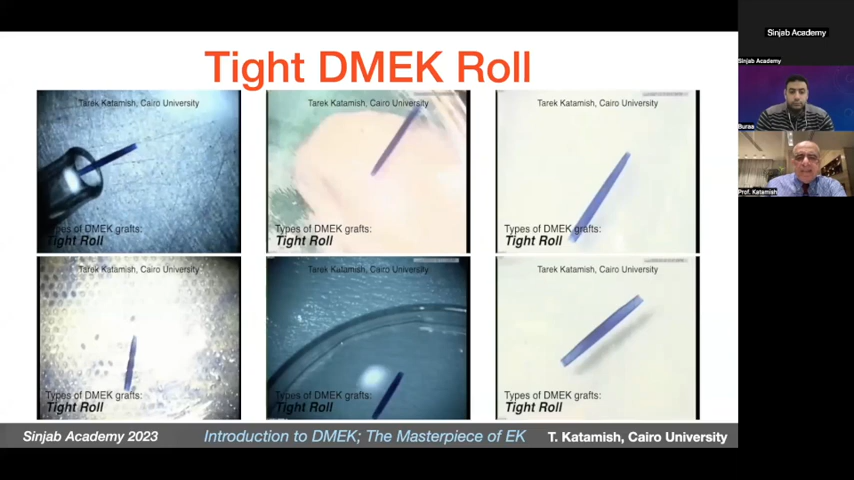 Tight DMEK Roll
Tarek Katamish, Cairo University
Types of DMEK grafts:
Tight Roll
Tarek Katamish, Cairo University
Types of DMEK grafts:
Tight Roll
Tarek Katamish, Cairo University
Types of DMEK grafts:
Tight Roll
Tarek Katamish, Cairo University
Types of DMEK grafts:
Tight Roll
Tarek Katamish, Cairo University
Types of DMEK grafts:
Tight Roll
Tarek Katamish, Cairo University
Types of DMEK grafts:
Tight Roll
Sinjab Academy 2023
Introduction to DMEK; The Masterpiece of EK
T. Katamish, Cairo University
Sinjab Academy
Sinjab Academy
Buraa
Prof. Katamish